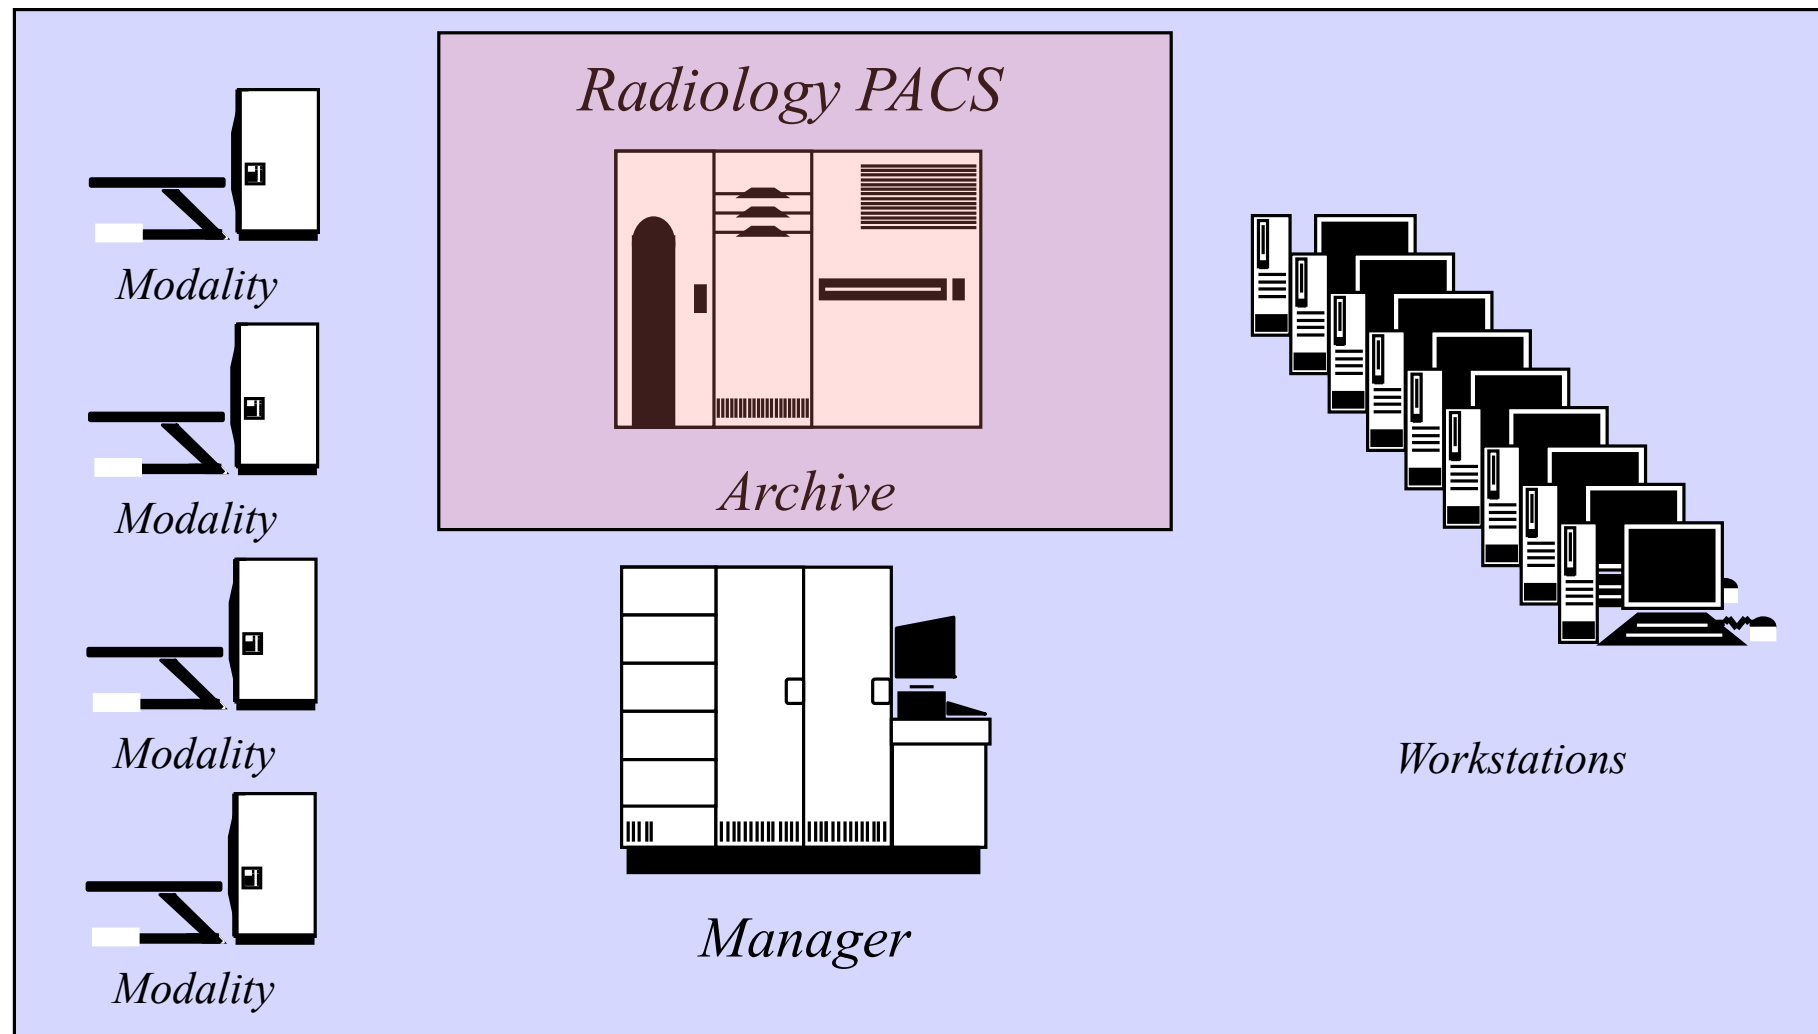 Radiology PACS
Archive
Modality
Modality
Modality
Modality
Manager
Workstations